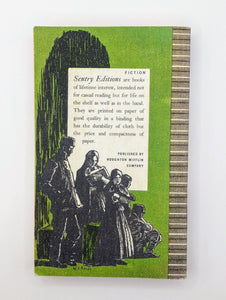 FICTION
Sentry Editions are books
of lifetime interest, intended not
for casual reading but for life on
the shelf as well as in the hand.
They are printed on paper of
good quality in a binding that
has the durability of cloth but
the price and compactness of
paper.
PUBLISHED BY
HOUGHTON MIFFLIN
COMPANY